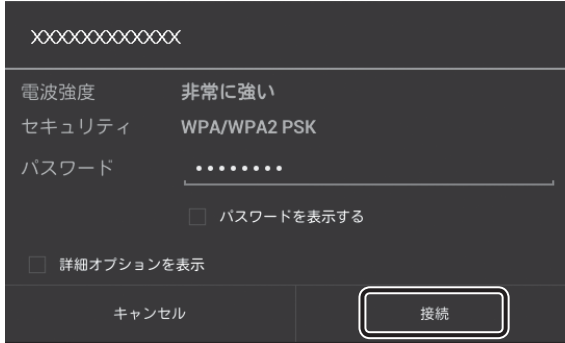 XXXXXXXXXXXX
電波強度 非常に強い
セキュリティ WPA/WPA2 PSK
パスワード ••••••••
パスワードを表示する
詳細オプションを表示
キャンセル 接続